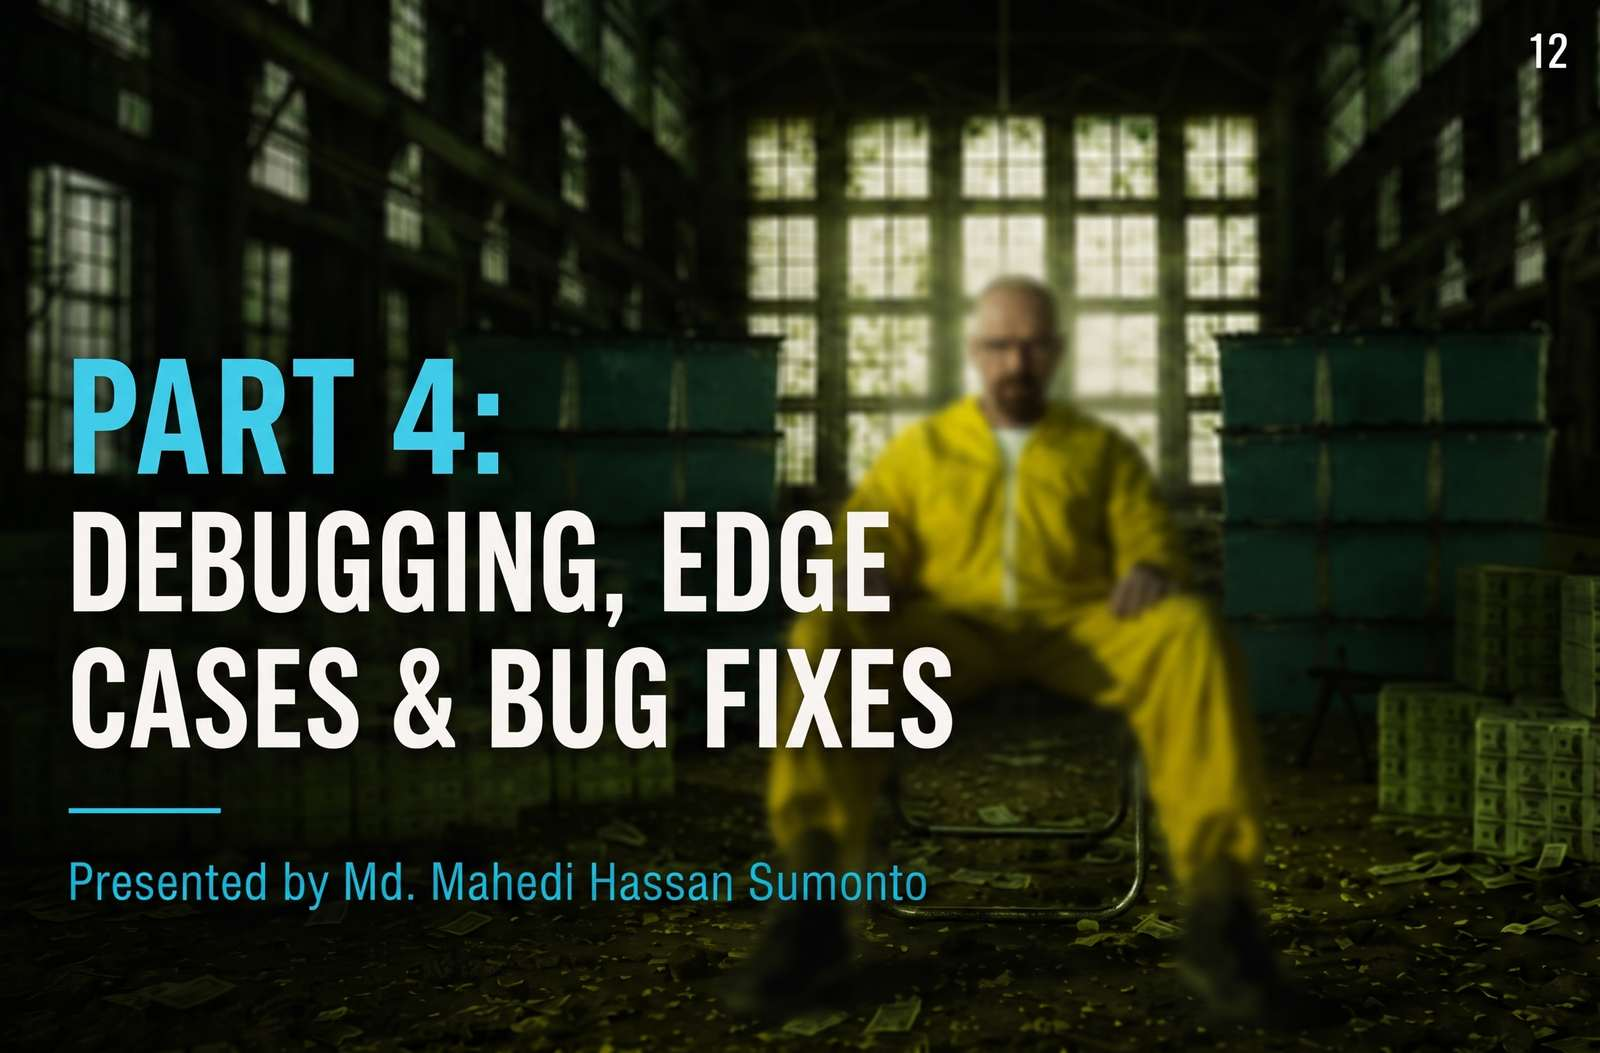 12
PART 4:
DEBUGGING, EDGE
CASES & BUG FIXES
Presented by Md. Mahedi Hassan Sumonto